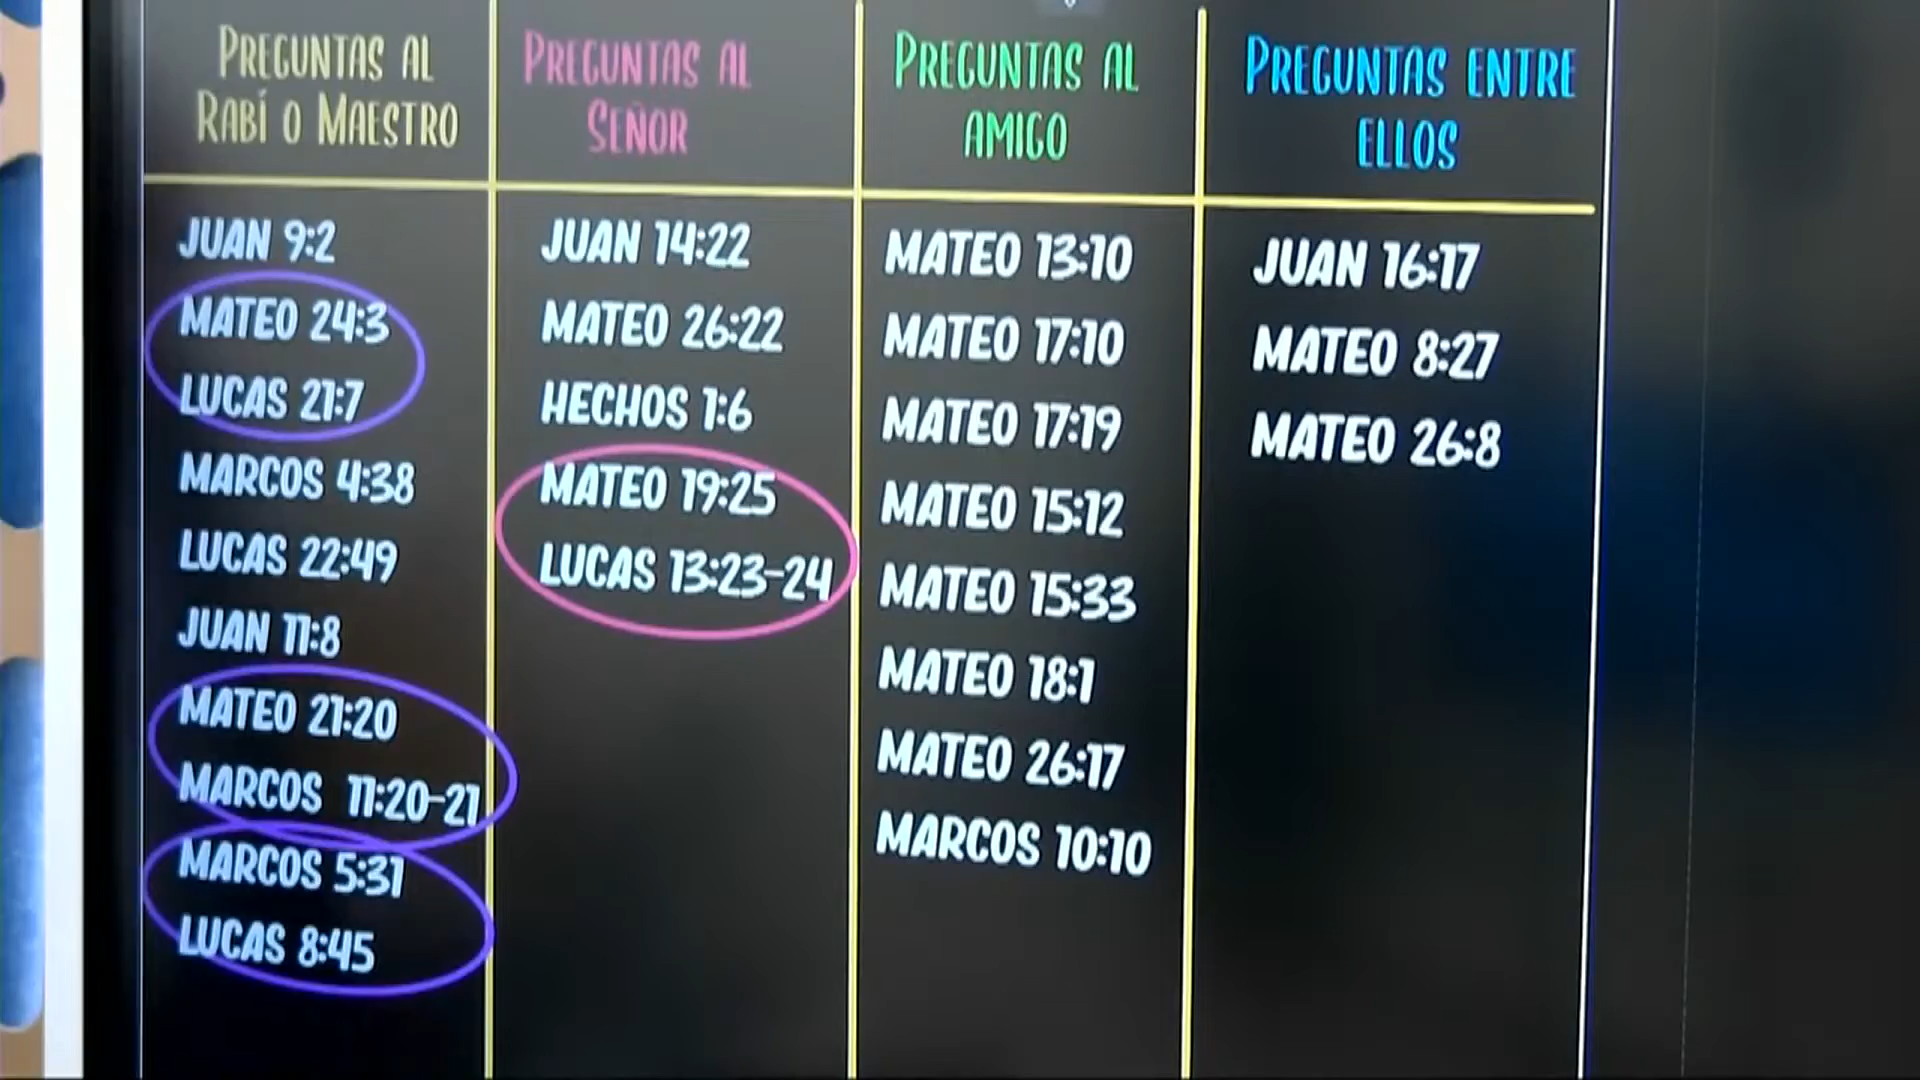 PREGUNTAS AL
RABÍ O MAESTRO
JUAN 9:2
MATEO 24:3
LUCAS 21:7
MARCOS 4:38
LUCAS 22:49
JUAN 11:8
MATEO 21:20
MARCOS 11:20-21
MARCOS 5:31
LUCAS 8:45
PREGUNTAS AL
SEÑOR
JUAN 14:22
MATEO 26:22
HECHOS 1:6
MATEO 19:25
LUCAS 13:23-24
PREGUNTAS AL
AMIGO
MATEO 13:10
MATEO 17:10
MATEO 17:19
MATEO 15:12
MATEO 15:33
MATEO 18:1
MATEO 26:17
MARCOS 10:10
PREGUNTAS ENTRE
ELLOS
JUAN 16:17
MATEO 8:27
MATEO 26:8